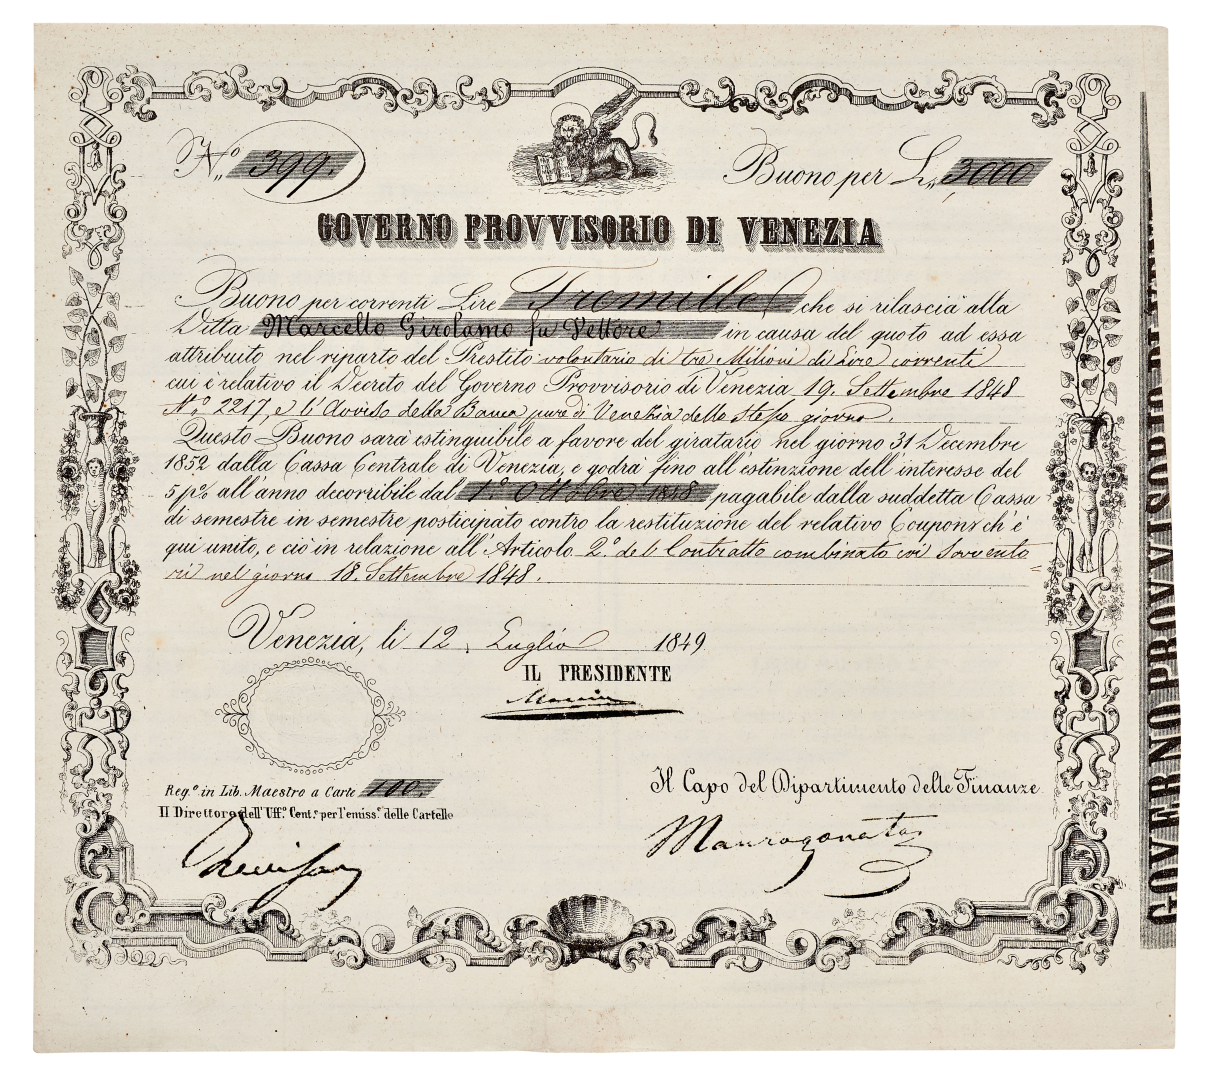 N.º 399.
Buono per L. 3000
GOVERNO PROVVISORIO DI VENEZIA
Buono per correnti Lire Tremille che si rilascia alla
Ditta Marcello Girolamo fu Vettore in causa del quoto ad essa
attribuito nel riparto del Prestito volontario di tre Milioni di Lire correnti
cui è relativo il Decreto del Governo Provvisorio di Venezia 19. Settembre 1848
N.º 2217, e l'Avviso della Banca pure di Venezia dello stesso giorno.
Questo Buono sarà estinguibile a favore del giratario nel giorno 31 Decembre
1852 dalla Cassa Centrale di Venezia, e godrà fino all'estinzione dell'interesse del
5 p% all'anno decorribile dal 1.º Ottobre 1848 pagabile dalla suddetta Cassa
di semestre in semestre posticipato contro la restituzione del relativo Coupons ch'è
qui unito, e ciò in relazione all'Articolo 2.º del Contratto combinato coi Sovvento=
ri nel giorno 18. Settembre 1848.
Venezia, li 12. Luglio 1849
IL PRESIDENTE
Manin
Reg.º in Lib. Maestro a Carte 100.
Il Direttore dell'Uff.º Cent.e per l'emiss.e delle Cartelle
Il Capo del Dipartimento delle Finanze
Maurogonato
GOVERNO PROVVISORIO DI VENEZIA